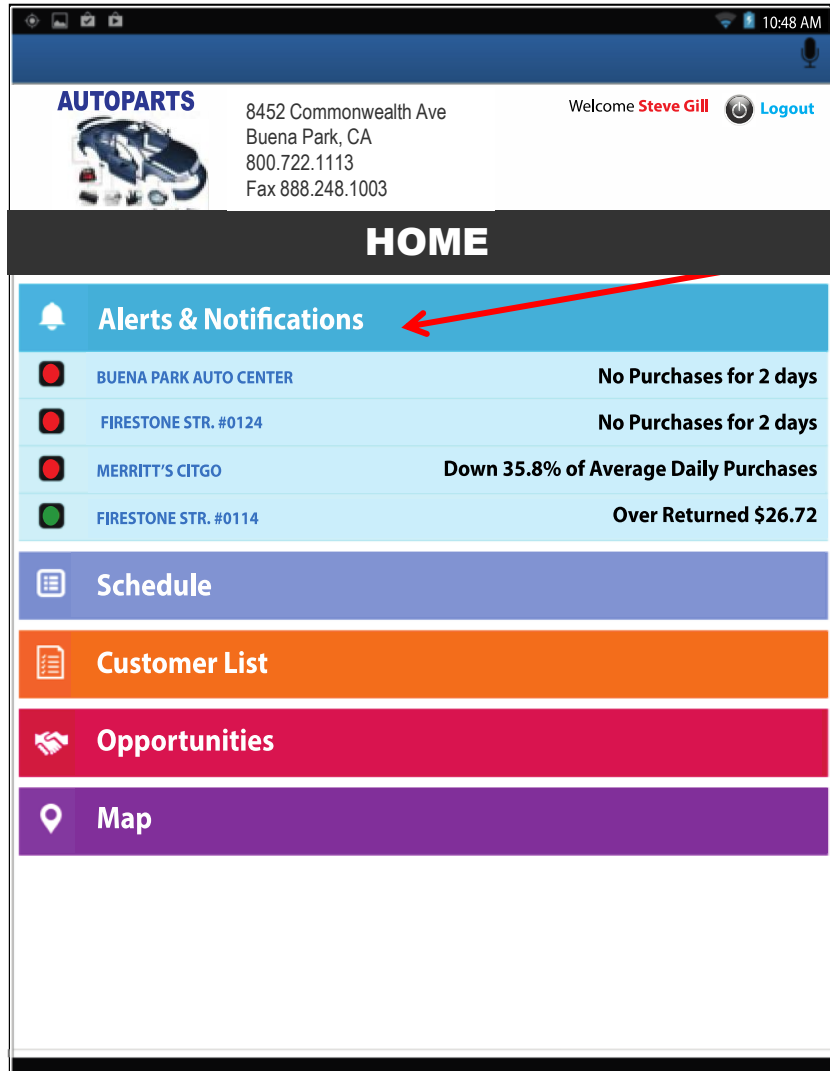 10:48 AM
AUTOPARTS
8452 Commonwealth Ave
Buena Park, CA
800.722.1113
Fax 888.248.1003
Welcome Steve Gill Logout
HOME
Alerts & Notifications
BUENA PARK AUTO CENTER No Purchases for 2 days
FIRESTONE STR. #0124 No Purchases for 2 days
MERRITT'S CITGO Down 35.8% of Average Daily Purchases
FIRESTONE STR. #0114 Over Returned $26.72
Schedule
Customer List
Opportunities
Map